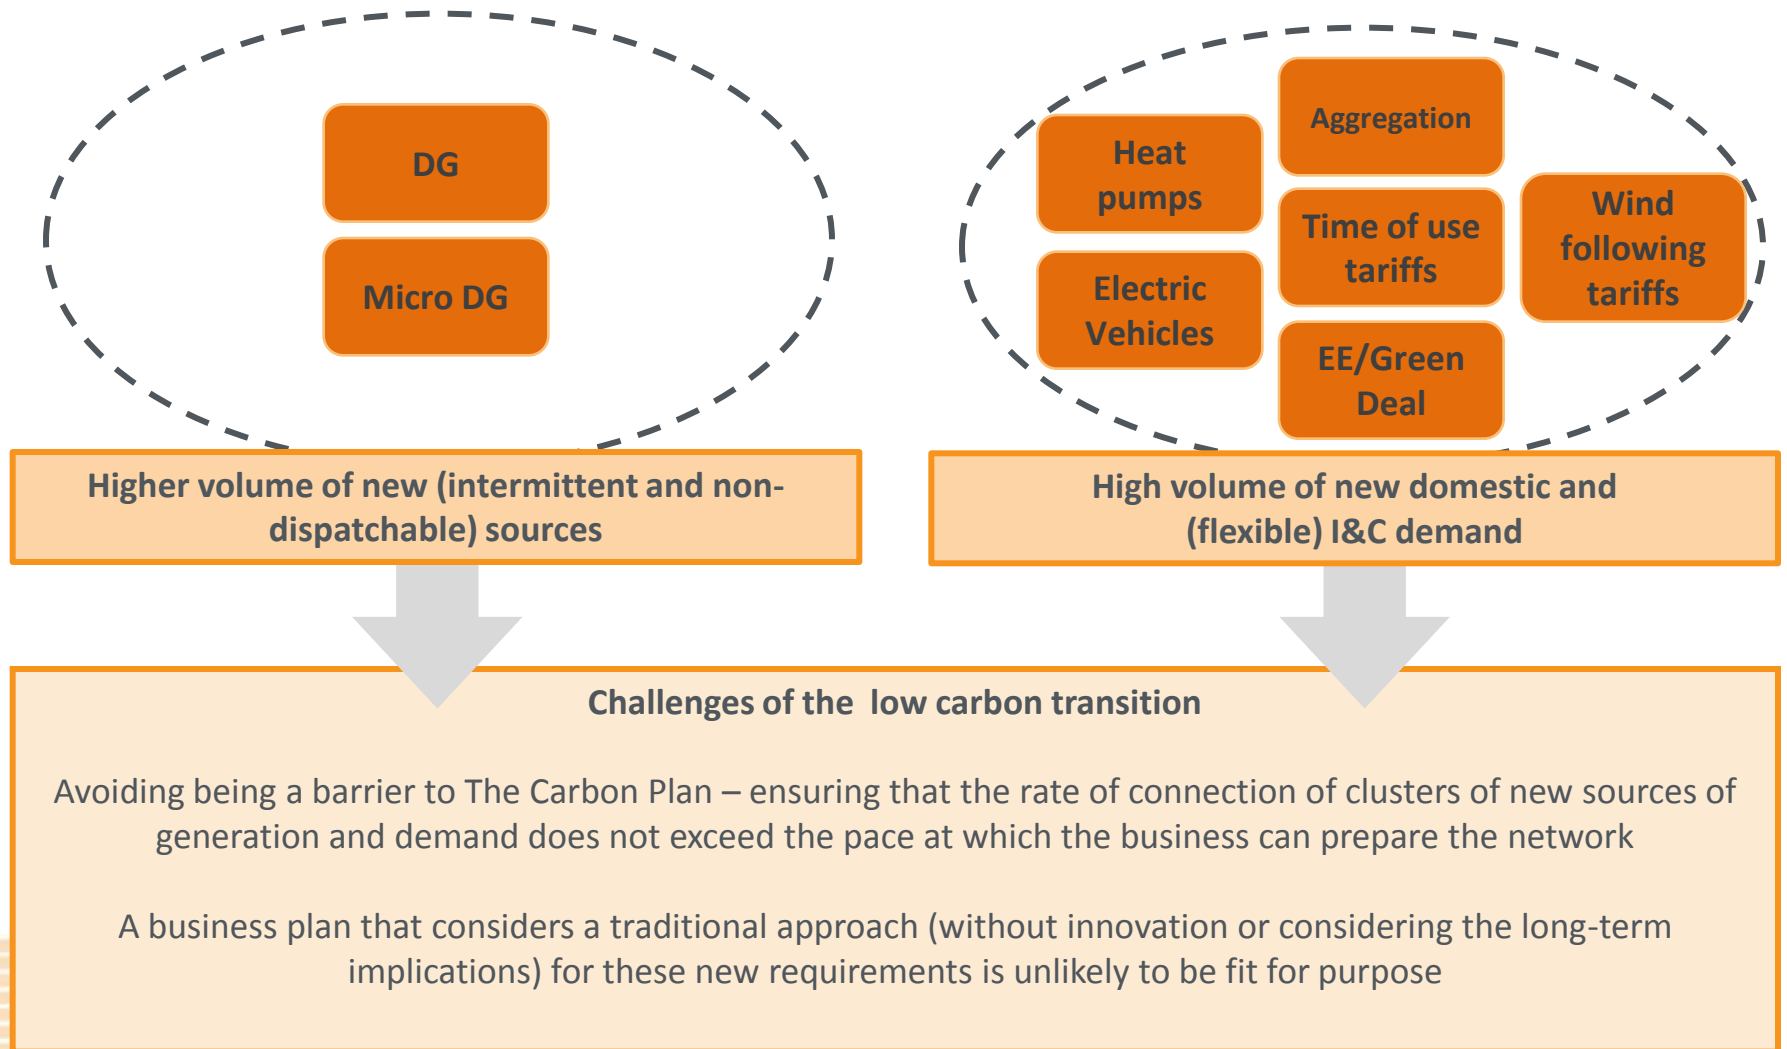 DG
Micro DG
Heat
pumps
Electric
Vehicles
Aggregation
Time of use
tariffs
EE/Green
Deal
Wind
following
tariffs
Higher volume of new (intermittent and non-
dispatchable) sources
High volume of new domestic and
(flexible) I&C demand
Challenges of the low carbon transition
Avoiding being a barrier to The Carbon Plan – ensuring that the rate of connection of clusters of new sources of
generation and demand does not exceed the pace at which the business can prepare the network
A business plan that considers a traditional approach (without innovation or considering the long-term
implications) for these new requirements is unlikely to be fit for purpose